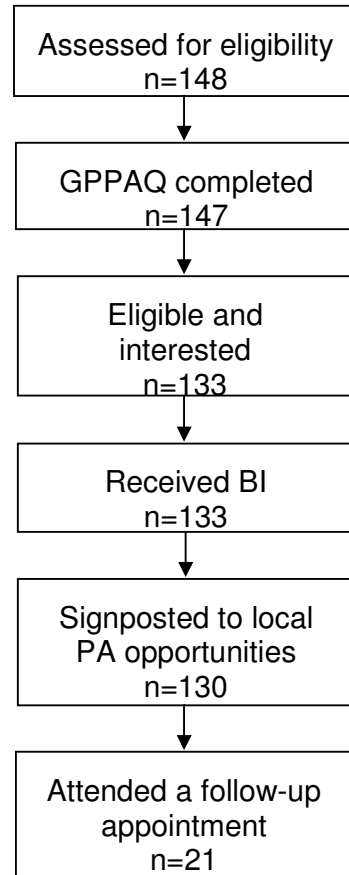 Assessed for eligibility
n=148
GPPAQ completed
n=147
Eligible and
interested
n=133
Received BI
n=133
Signposted to local
PA opportunities
n=130
Attended a follow-up
appointment
n=21